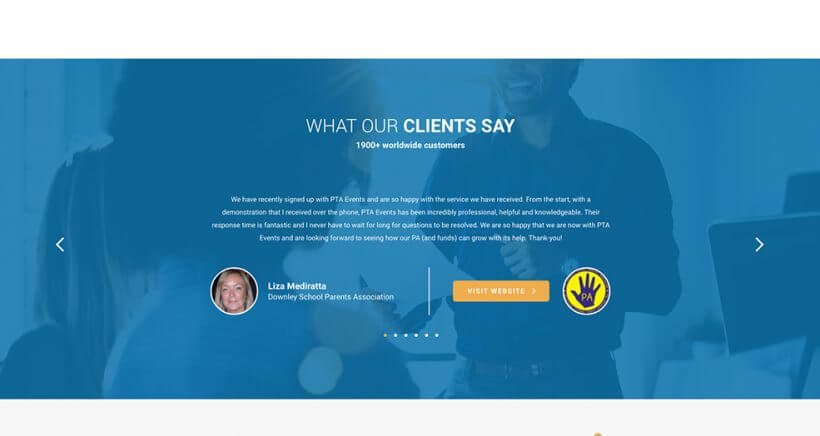 WHAT OUR CLIENTS SAY
1900+ worldwide customers
We have recently signed up with PTA Events and are so happy with the service we have received. From the start, with a
demonstration that I received over the phone, PTA Events has been incredibly professional, helpful and knowledgeable. Their
response time is fantastic and I never have to wait for long for questions to be resolved. We are so happy that we are now with PTA
Events and are looking forward to seeing how our PA (and funds) can grow with its help. Thank-you!
Liza Mediratta
Downley School Parents Association
VISIT WEBSITE
PA